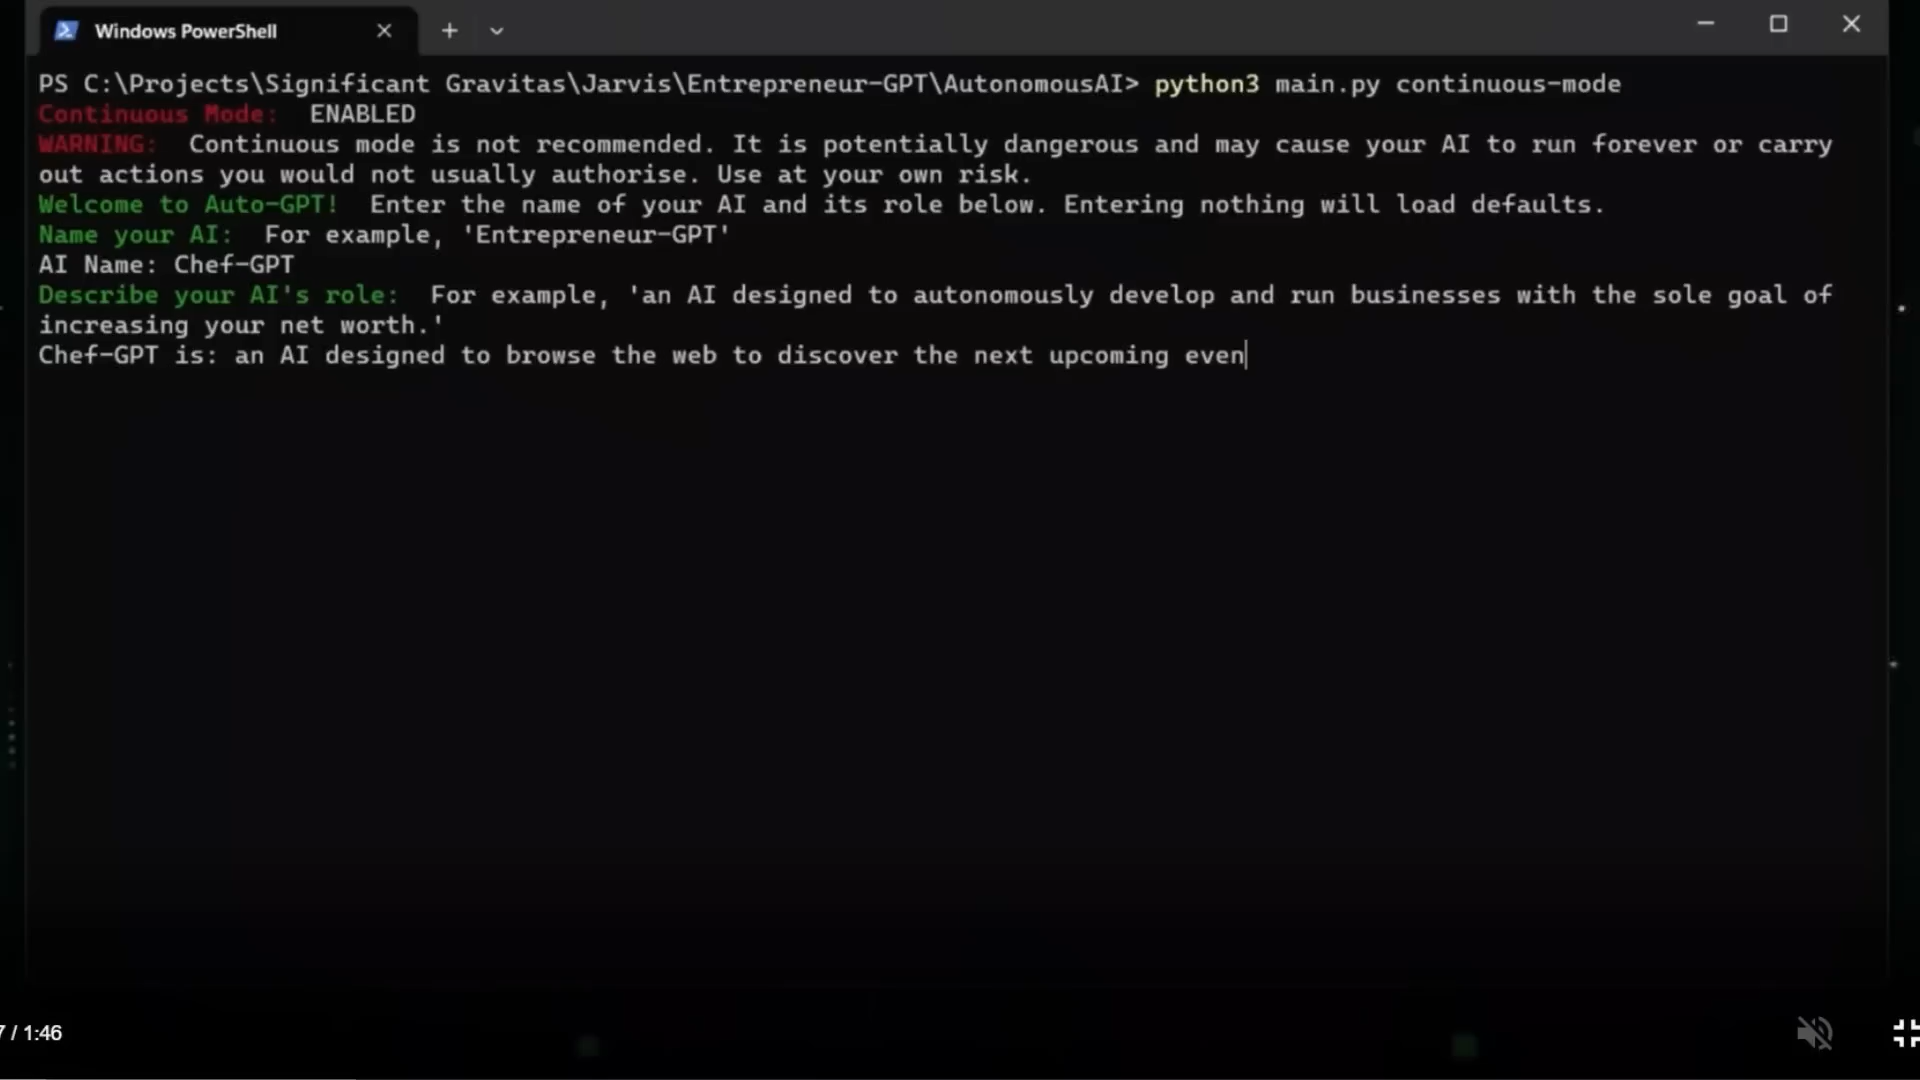 Windows PowerShell
PS C:\Projects\Significant Gravitas\Jarvis\Entrepreneur-GPT\AutonomousAI> python3 main.py continuous-mode
Continuous Mode:  ENABLED
WARNING:  Continuous mode is not recommended. It is potentially dangerous and may cause your AI to run forever or carry
out actions you would not usually authorise. Use at your own risk.
Welcome to Auto-GPT!  Enter the name of your AI and its role below. Entering nothing will load defaults.
Name your AI:  For example, 'Entrepreneur-GPT'
AI Name: Chef-GPT
Describe your AI's role:  For example, 'an AI designed to autonomously develop and run businesses with the sole goal of
increasing your net worth.'
Chef-GPT is: an AI designed to browse the web to discover the next upcoming even
7 / 1:46